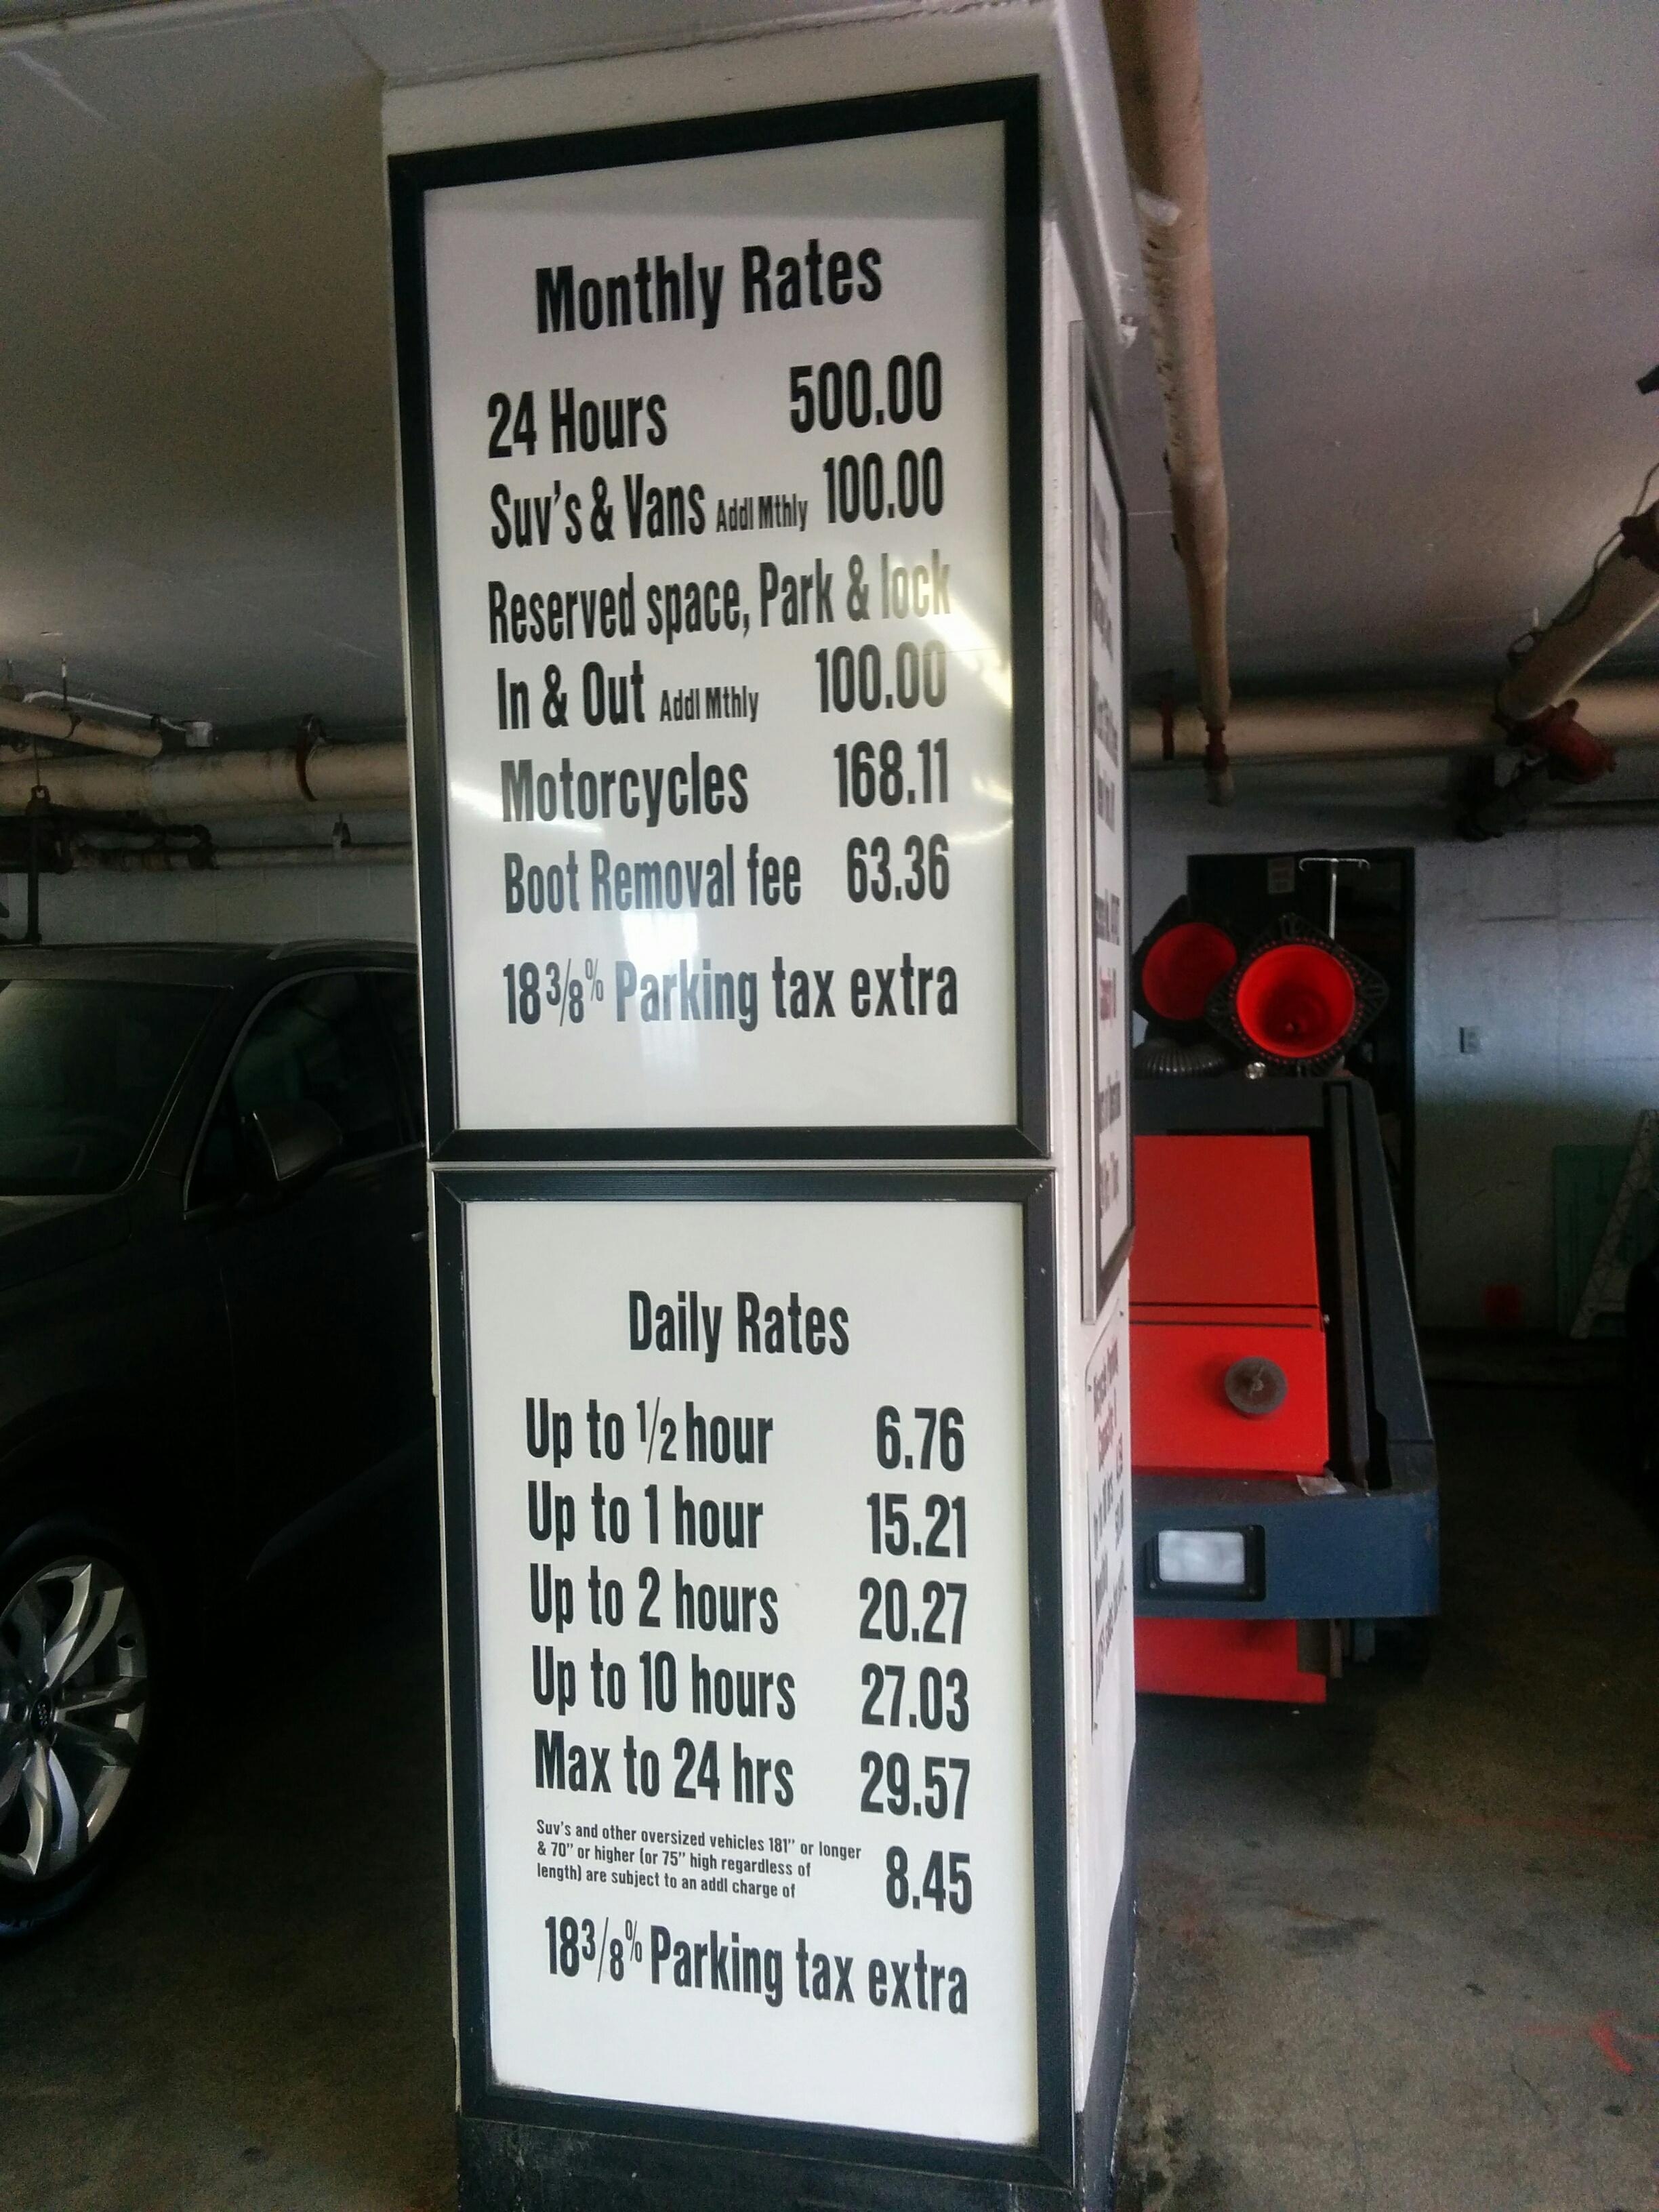 Monthly Rates
24 Hours 500.00
Suv's & Vans Addl Mthly 100.00
Reserved space, Park & lock
In & Out Addl Mthly 100.00
Motorcycles 168.11
Boot Removal fee 63.36
18 3/8% Parking tax extra
Daily Rates
Up to 1/2 hour 6.76
Up to 1 hour 15.21
Up to 2 hours 20.27
Up to 10 hours 27.03
Max to 24 hrs 29.57
Suv's and other oversized vehicles 181" or longer
& 70" or higher (or 75" high regardless of
length) are subject to an addl charge of 8.45
18 3/8% Parking tax extra